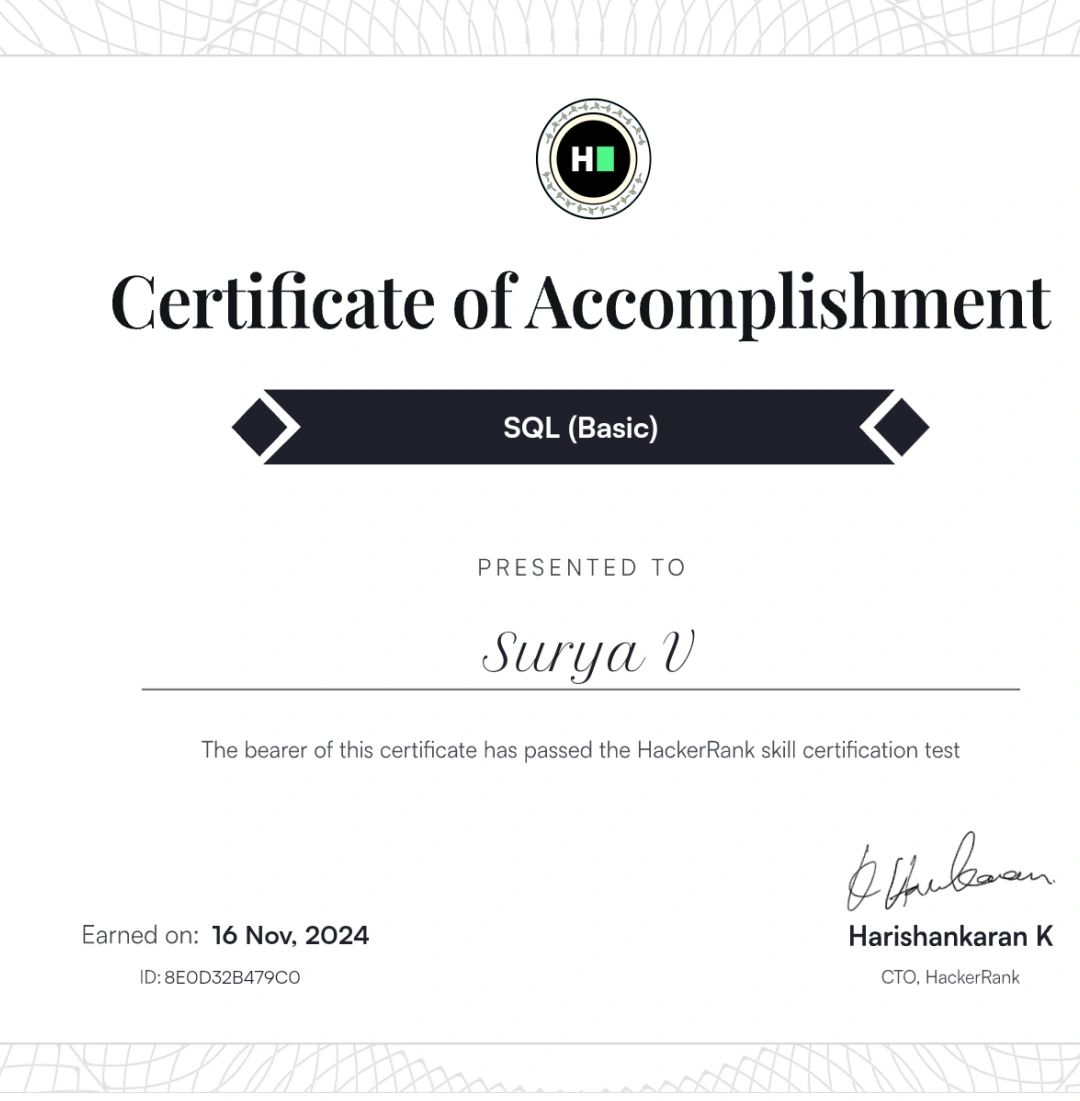 H
Certificate of Accomplishment
SQL (Basic)
PRESENTED TO
Surya V
The bearer of this certificate has passed the HackerRank skill certification test
Earned on: 16 Nov, 2024
ID: 8E0D32B479C0
Harishankaran K
CTO, HackerRank